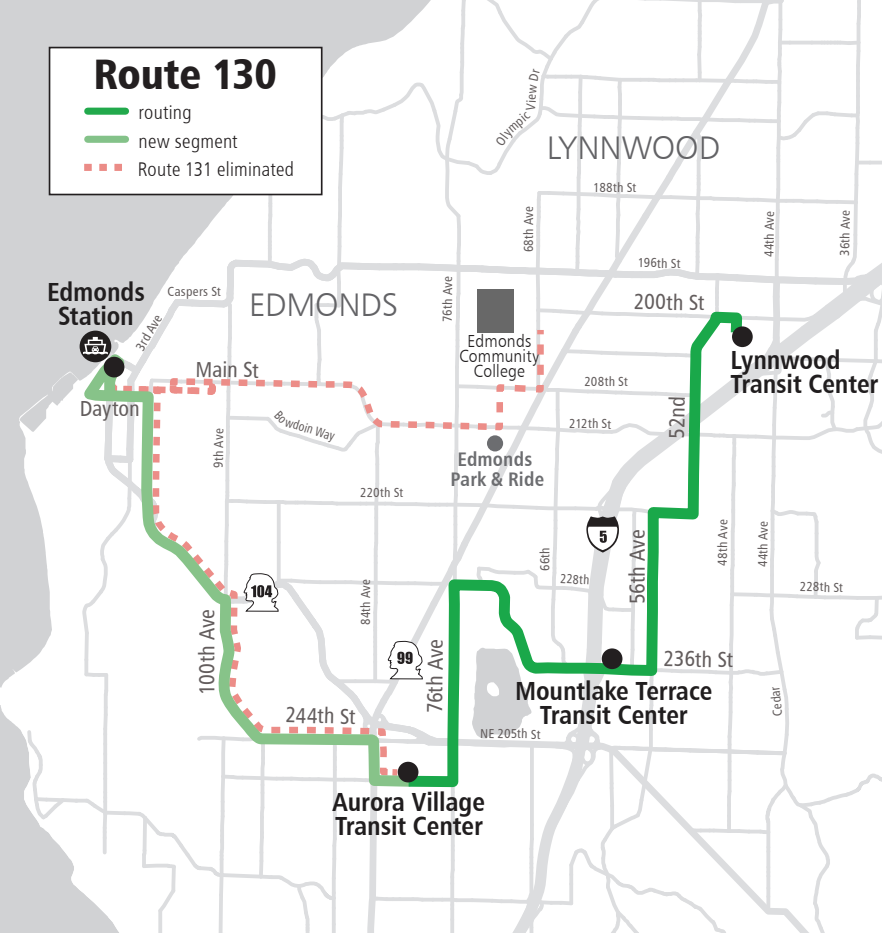 Route 130
routing
new segment
Route 131 eliminated
Olympic View Dr
LYNNWOOD
188th St
68th Ave
44th Ave
36th Ave
196th St
Edmonds
Station
Caspers St
3rd Ave
EDMONDS
76th Ave
200th St
Edmonds
Community
College
Lynnwood
Transit Center
Main St
208th St
Dayton
Bowdoin Way
212th St
52nd
9th Ave
Edmonds
Park & Ride
220th St
5
66th
56th Ave
48th Ave
44th Ave
228th
228th St
104
84th Ave
100th Ave
99
76th Ave
236th St
Mountlake Terrace
Transit Center
Cedar
244th St
NE 205th St
Aurora Village
Transit Center